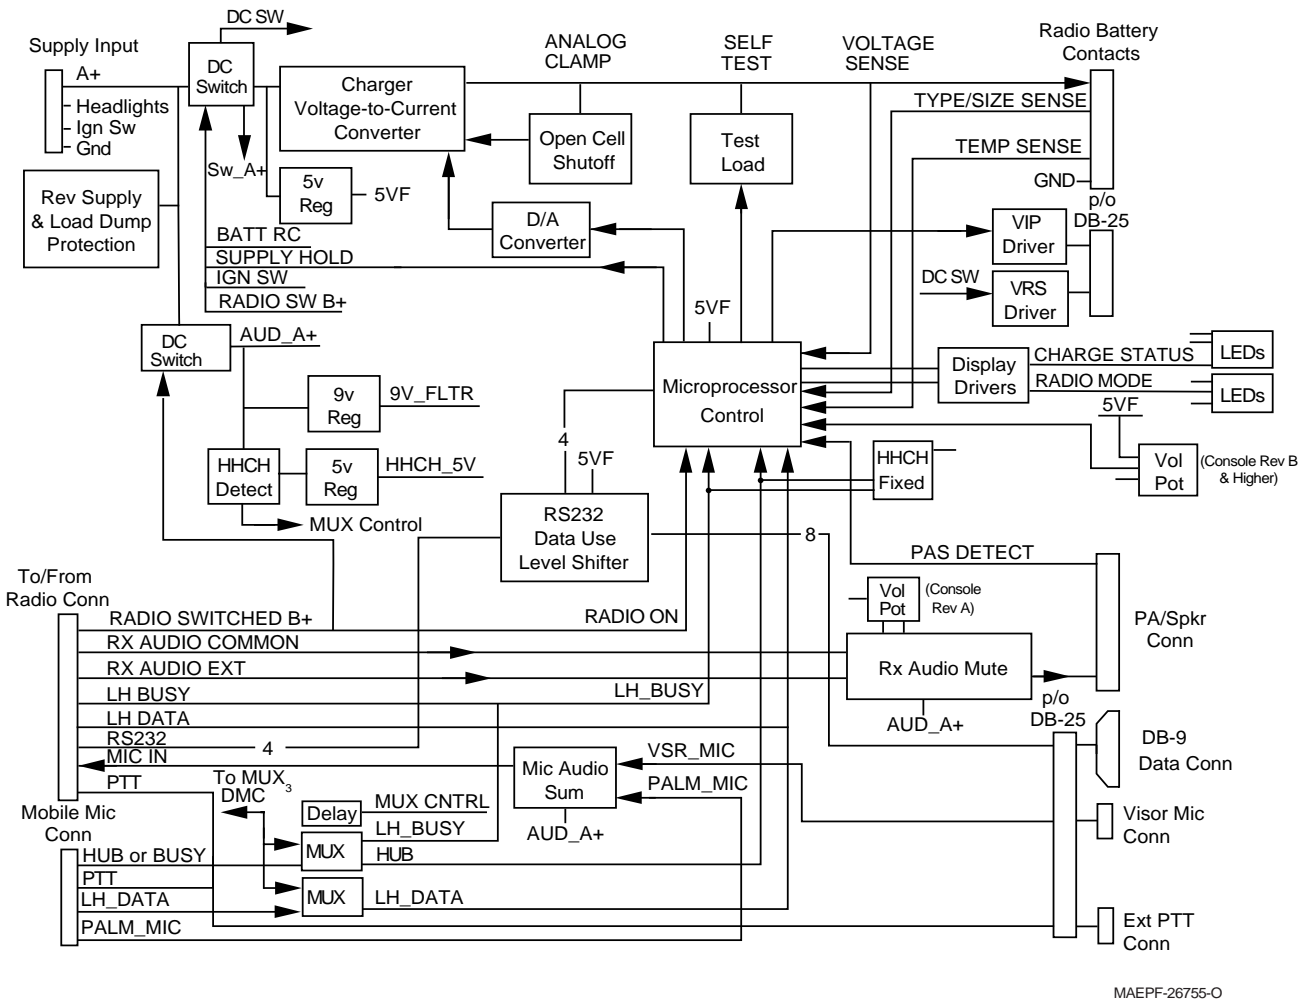 DC SW
Supply Input
A+
Headlights
Ign Sw
Gnd
DC
Switch
Sw_A+
Charger
Voltage-to-Current
Converter
ANALOG
CLAMP
SELF
TEST
VOLTAGE
SENSE
Radio Battery
Contacts
TYPE/SIZE SENSE
TEMP SENSE
GND
Open Cell
Shutoff
Test
Load
Rev Supply
& Load Dump
Protection
5v
Reg
5VF
D/A
Converter
p/o
DB-25
VIP
Driver
DC SW
VRS
Driver
BATT RC
SUPPLY HOLD
IGN SW
RADIO SW B+
DC
Switch
AUD_A+
5VF
Microprocessor
Control
Display
Drivers
CHARGE STATUS
RADIO MODE
LEDs
LEDs
5VF
9v
Reg
9V_FLTR
4
HHCH
Detect
5v
Reg
HHCH_5V
MUX Control
5VF
HHCH
Fixed
Vol
Pot
(Console Rev B
& Higher)
RS232
Data Use
Level Shifter
8
PAS DETECT
To/From
Radio Conn
RADIO SWITCHED B+
RADIO ON
RX AUDIO COMMON
RX AUDIO EXT
LH BUSY
LH_BUSY
LH DATA
RS232
4
MIC IN
PTT
Vol
Pot
(Console
Rev A)
Rx Audio Mute
AUD_A+
PA/Spkr
Conn
p/o
DB-25
DB-9
Data Conn
Mic Audio
Sum
AUD_A+
VSR_MIC
PALM_MIC
Visor Mic
Conn
To MUX3
DMC
Delay
MUX CNTRL
LH_BUSY
MUX
HUB
MUX
LH_DATA
Mobile Mic
Conn
HUB or BUSY
PTT
LH_DATA
PALM_MIC
Ext PTT
Conn
MAEPF-26755-O